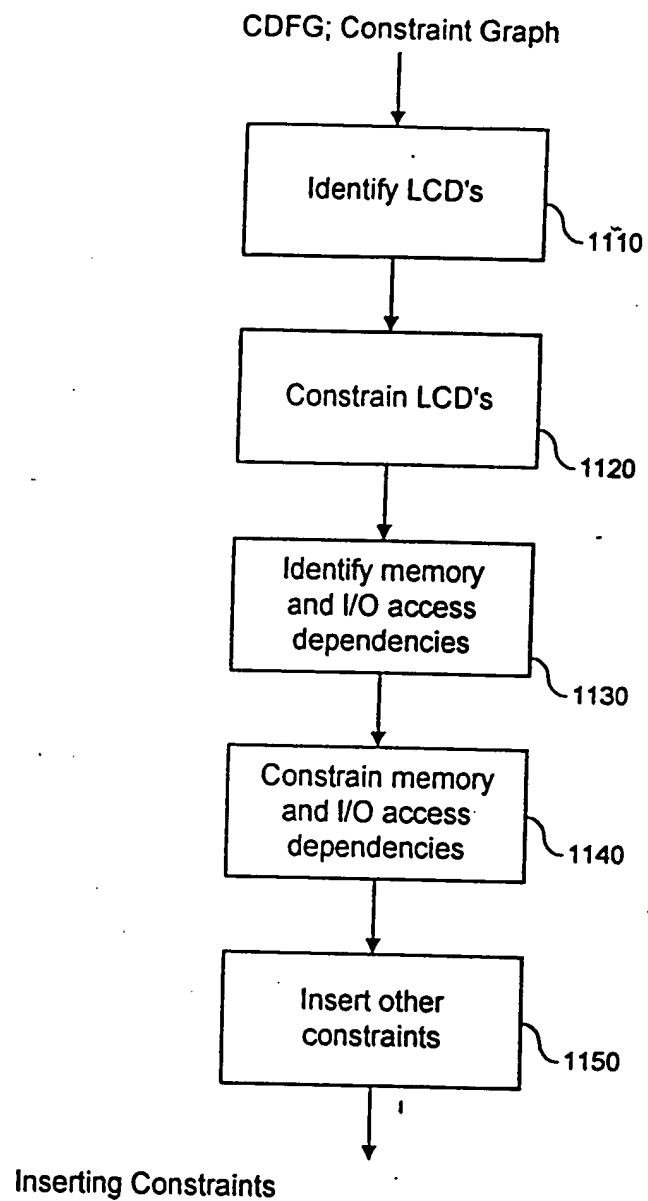 CDFG; Constraint Graph
Identify LCD's
1110
Constrain LCD's
1120
Identify memory
and I/O access
dependencies
1130
Constrain memory
and I/O access
dependencies
1140
Insert other
constraints
1150
Inserting Constraints